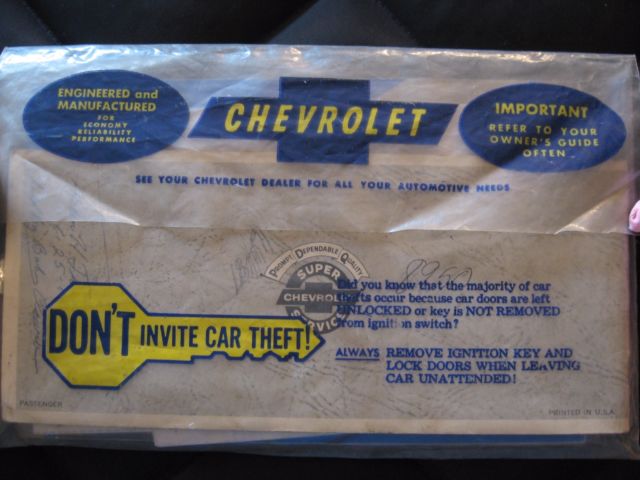 ENGINEERED and
MANUFACTURED
FOR
ECONOMY
RELIABILITY
PERFORMANCE
CHEVROLET
IMPORTANT
REFER TO YOUR
OWNER'S GUIDE
OFTEN
SEE YOUR CHEVROLET DEALER FOR ALL YOUR AUTOMOTIVE NEEDS
PROMPT DEPENDABLE QUALITY
SUPER
CHEVROLET
SERVICE
DON'T INVITE CAR THEFT!
Did you know that the majority of car
thefts occur because car doors are left
UNLOCKED or key is NOT REMOVED
from ignition switch?
ALWAYS REMOVE IGNITION KEY AND
LOCK DOORS WHEN LEAVING
CAR UNATTENDED!
PASSENGER
PRINTED IN U.S.A.